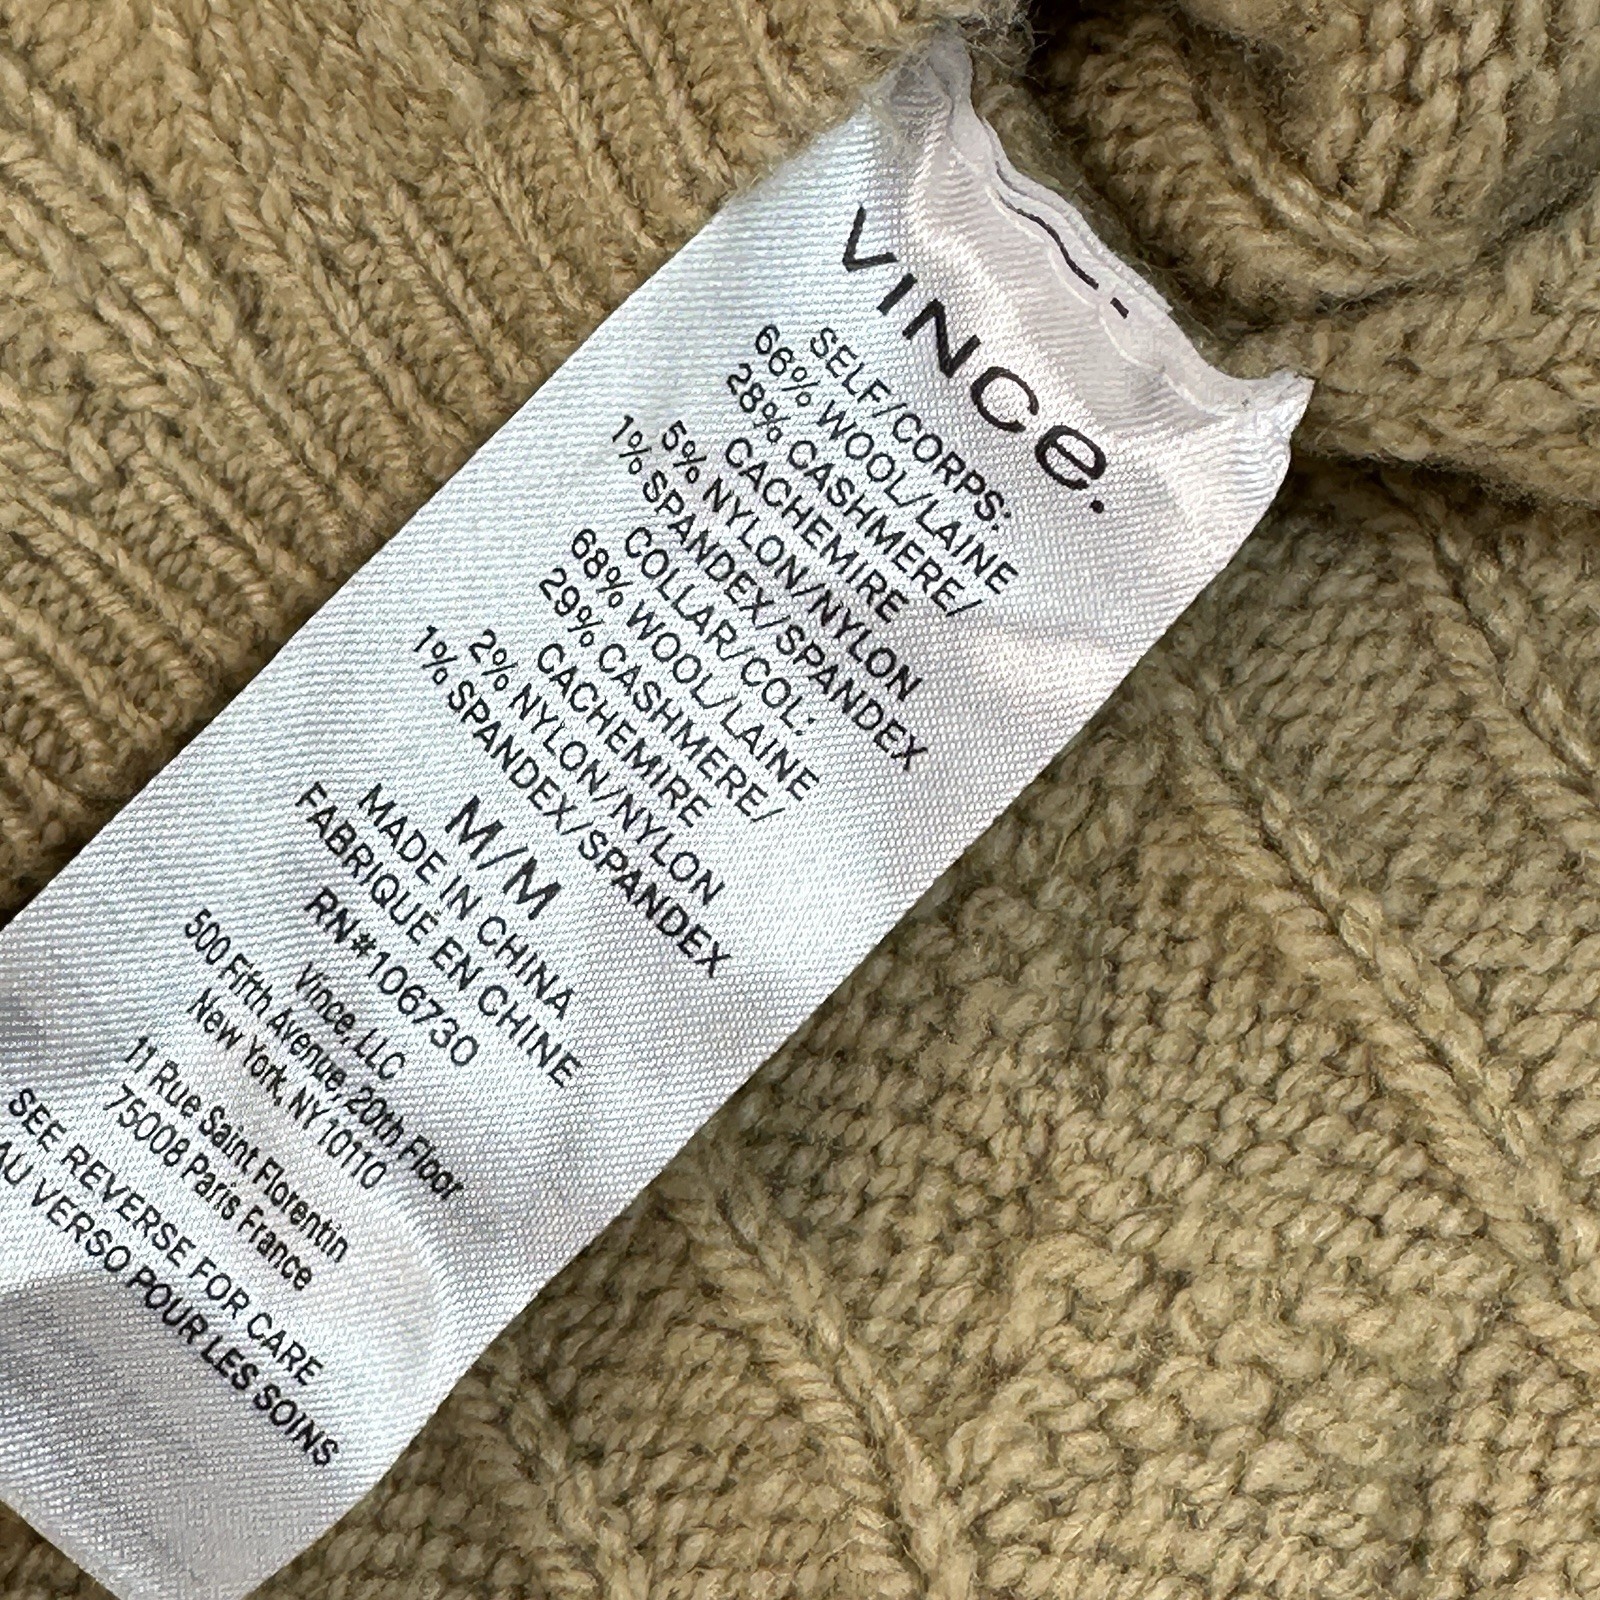 VINCe.
SELF/CORPS:
66% WOOL/LAINE
28% CASHMERE/
CACHEMIRE
5% NYLON/NYLON
1% SPANDEX/SPANDEX
COLLAR/COL:
68% WOOL/LAINE
29% CASHMERE/
CACHEMIRE
2% NYLON/NYLON
1% SPANDEX/SPANDEX
M/M
MADE IN CHINA
FABRIQUÉ EN CHINE
RN#106730
Vince, LLC
500 Fifth Avenue, 20th Floor
New York, NY 10110
11 Rue Saint Florentin
75008 Paris France
SEE REVERSE FOR CARE
AU VERSO POUR LES SOINS